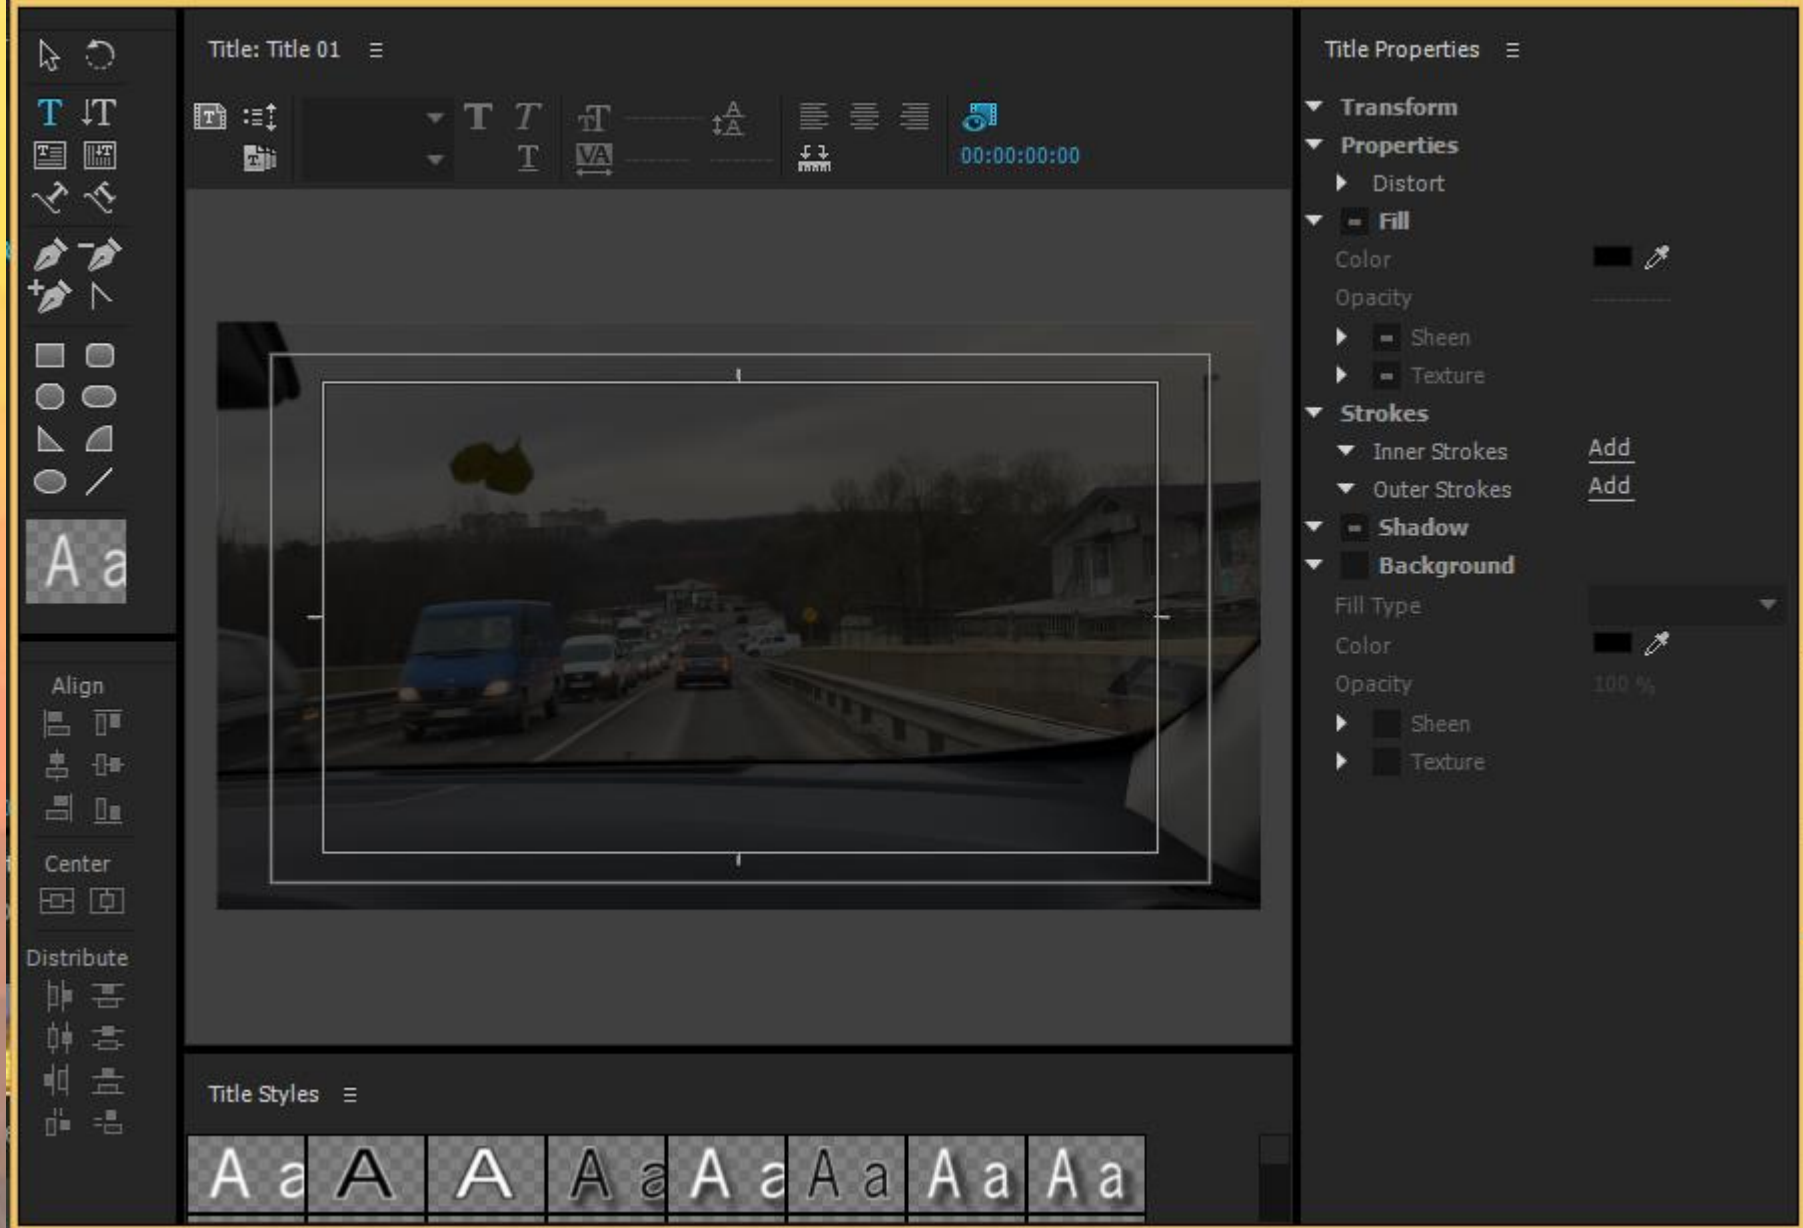 Title: Title 01
T T
T T
T T T VA A A
00:00:00:00
A a
Align
Center
Distribute
Title Styles
A a A A A a A a A a A a A a
Title Properties
Transform
Properties
Distort
Fill
Color
Opacity
Sheen
Texture
Strokes
Inner Strokes Add
Outer Strokes Add
Shadow
Background
Fill Type
Color
Opacity 100 %
Sheen
Texture